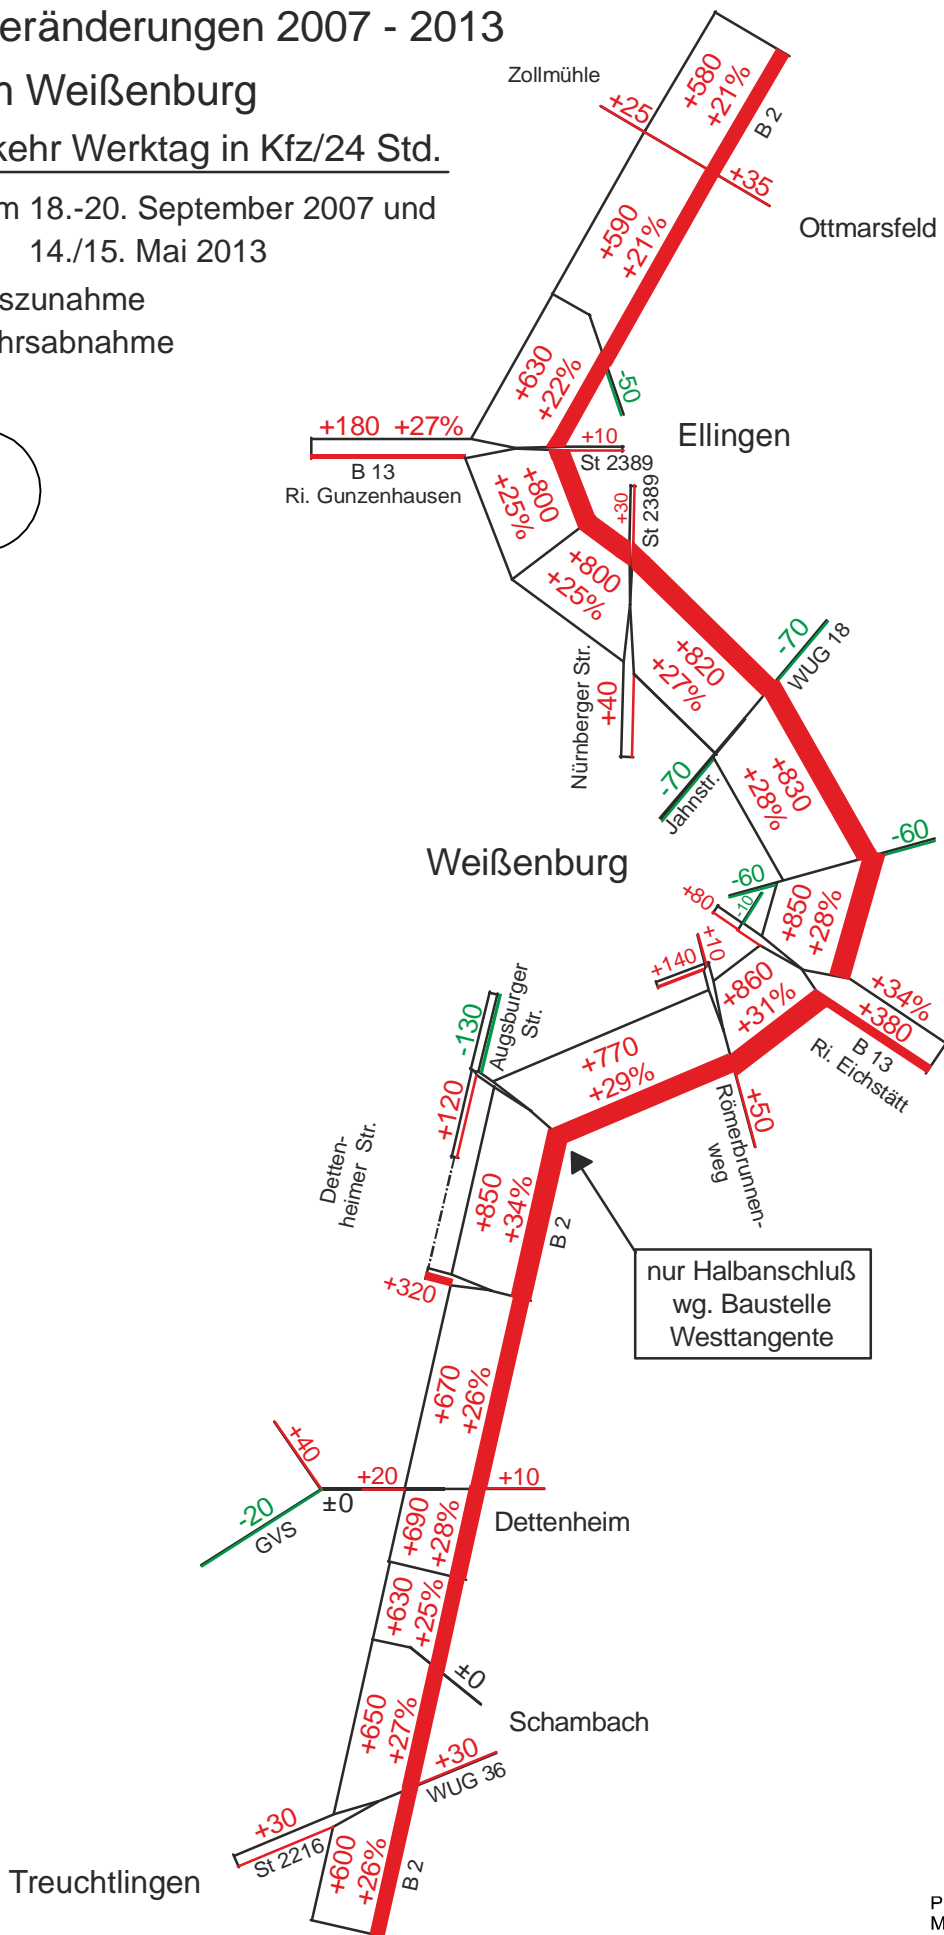 eränderungen 2007 - 2013
n Weißenburg
kehr Werktag in Kfz/24 Std.
m 18.-20. September 2007 und
14./15. Mai 2013
szunahme
hrsabnahme
Zollmühle
+25
+580
+21%
B 2
+35
Ottmarsfeld
+590
+21%
+630
+22%
-50
+180 +27%
B 13
Ri. Gunzenhausen
+10
St 2389
Ellingen
+800
+25%
+30
St 2389
+800
+25%
Nürnberger Str.
+40
+820
+27%
-70
WUG 18
-70
Jahnstr.
+830
+28%
-60
Weißenburg
-60
-10
+80
+850
+28%
+140
+10
+860
+31%
+34%
+380
B 13
Ri. Eichstätt
-130
Augsburger
Str.
+770
+29%
+120
+50
Römerbrunnen-
weg
Detten-
heimer Str.
+850
+34%
B 2
nur Halbanschluß
wg. Baustelle
Westtangente
+320
+670
+26%
+40
+20
±0
+10
-20
GVS
Dettenheim
+690
+28%
+630
+25%
±0
Schambach
+650
+27%
+30
WUG 36
+30
St 2216
+600
+26%
B 2
Treuchtlingen
P
M